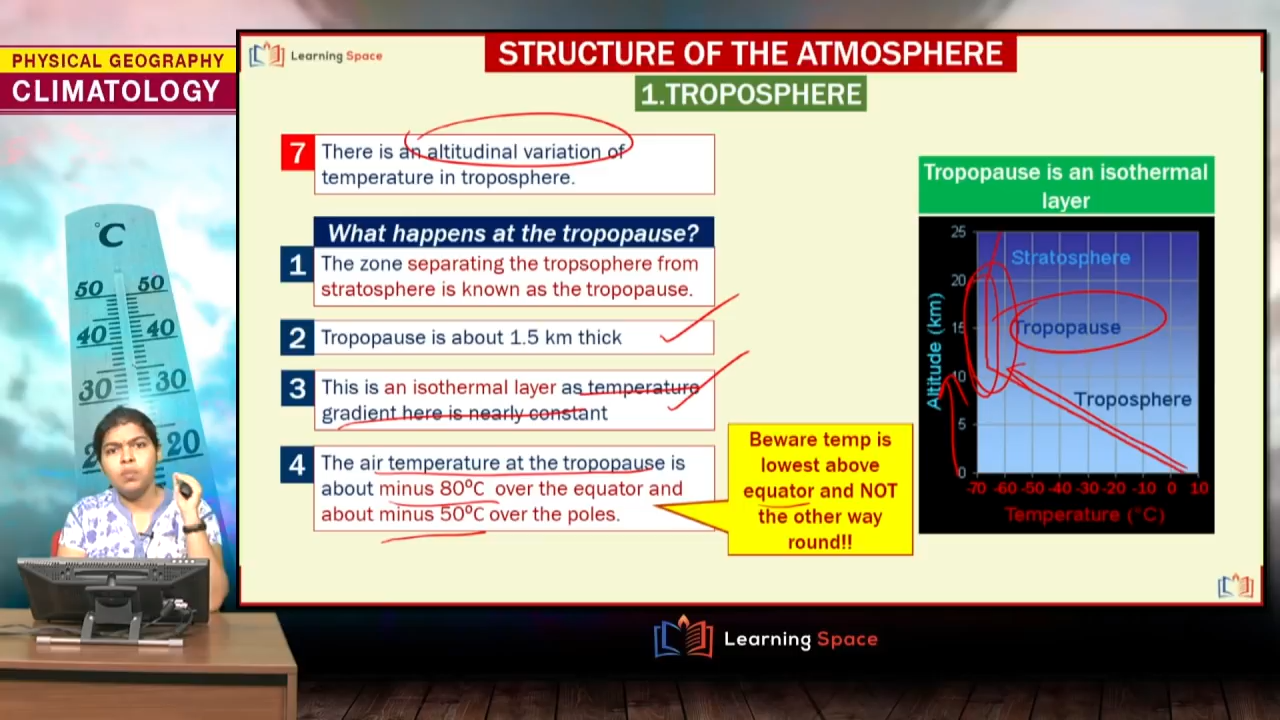 PHYSICAL GEOGRAPHY
CLIMATOLOGY
Learning Space
STRUCTURE OF THE ATMOSPHERE
1.TROPOSPHERE
7
There is an altitudinal variation of
temperature in troposphere.
What happens at the tropopause?
1
The zone separating the tropsophere from
stratosphere is known as the tropopause.
2
Tropopause is about 1.5 km thick
3
This is an isothermal layer as temperature
gradient here is nearly constant
4
The air temperature at the tropopause is
about minus 80°C over the equator and
about minus 50°C over the poles.
Beware temp is
lowest above
equator and NOT
the other way
round!!
Tropopause is an isothermal
layer
25
20
15
10
5
0
Altitude (km)
Stratosphere
Tropopause
Troposphere
-70 -60 -50 -40 -30 -20 -10 0 10
Temperature (°C)
°C
50 50
40 40
30 30
20
Learning Space